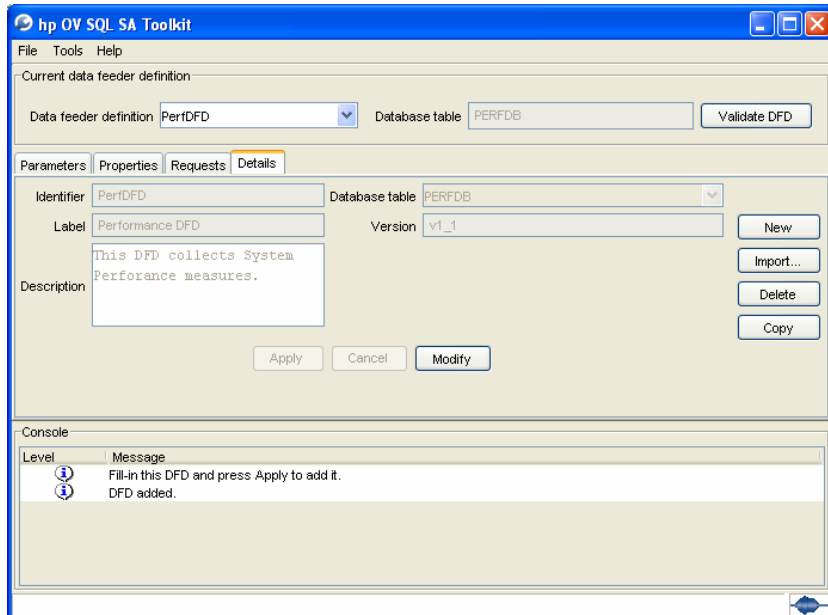 hp OV SQL SA Toolkit
File Tools Help
Current data feeder definition
Data feeder definition PerfDFD Database table PERFDB Validate DFD
Parameters Properties Requests Details
Identifier PerfDFD Database table PERFDB
Label Performance DFD Version v1_1 New
This DFD collects System
Perforance measures.
Description
Import...
Delete
Copy
Apply Cancel Modify
Console
Level Message
Fill-in this DFD and press Apply to add it.
DFD added.